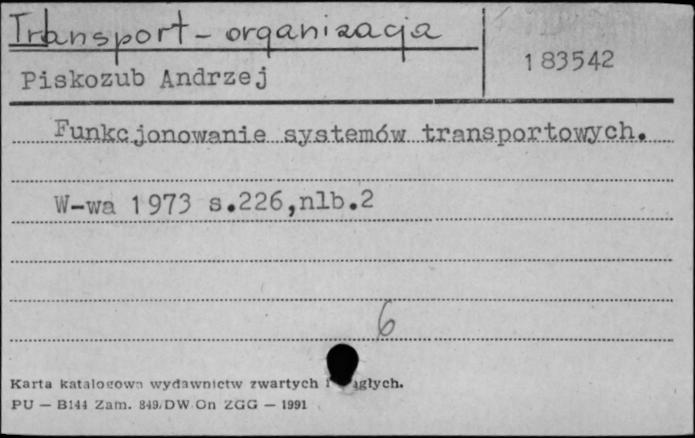 Transport - organizacja
Piskozub Andrzej
183542
Funkcjonowanie systemów transportowych.
W-wa 1973 s.226,nlb.2
6
Karta katalogowa wydawnictw zwartych i
PU — B144 Zam. 849/DW/On ZGG — 1991